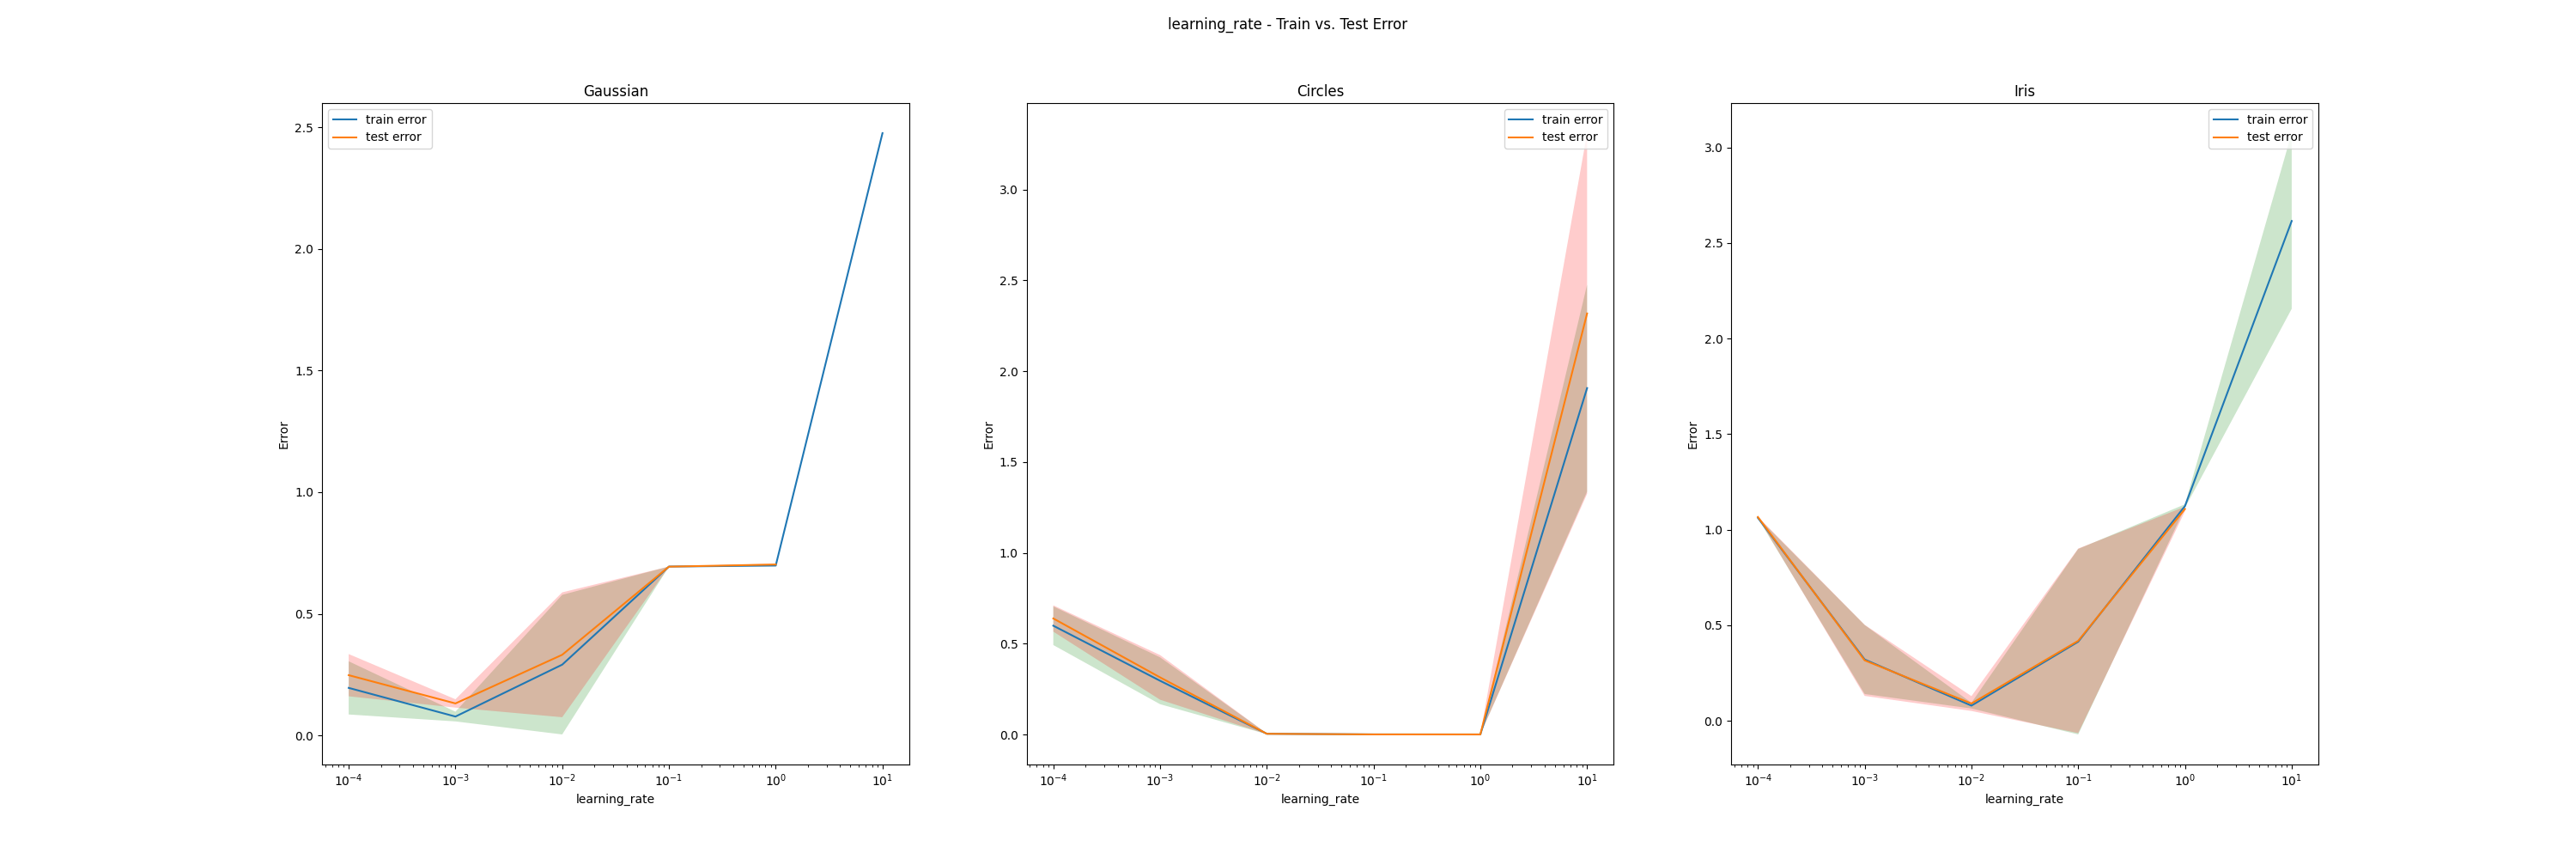 learning_rate - Train vs. Test Error
Gaussian
train error
test error
2.5
2.0
1.5
1.0
0.5
0.0
Error
10⁻⁴ 10⁻³ 10⁻² 10⁻¹ 10⁰ 10¹
learning_rate
Circles
train error
test error
3.0
2.5
2.0
1.5
1.0
0.5
0.0
Error
10⁻⁴ 10⁻³ 10⁻² 10⁻¹ 10⁰ 10¹
learning_rate
Iris
train error
test error
3.0
2.5
2.0
1.5
1.0
0.5
0.0
Error
10⁻⁴ 10⁻³ 10⁻² 10⁻¹ 10⁰ 10¹
learning_rate